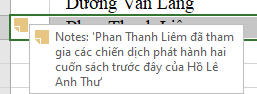 Dương Văn Lang
Phan Thanh Liêm
Notes: 'Phan Thanh Liêm đã tham
gia các chiến dịch phát hành hai
cuốn sách trước đây của Hồ Lê
Anh Thư'